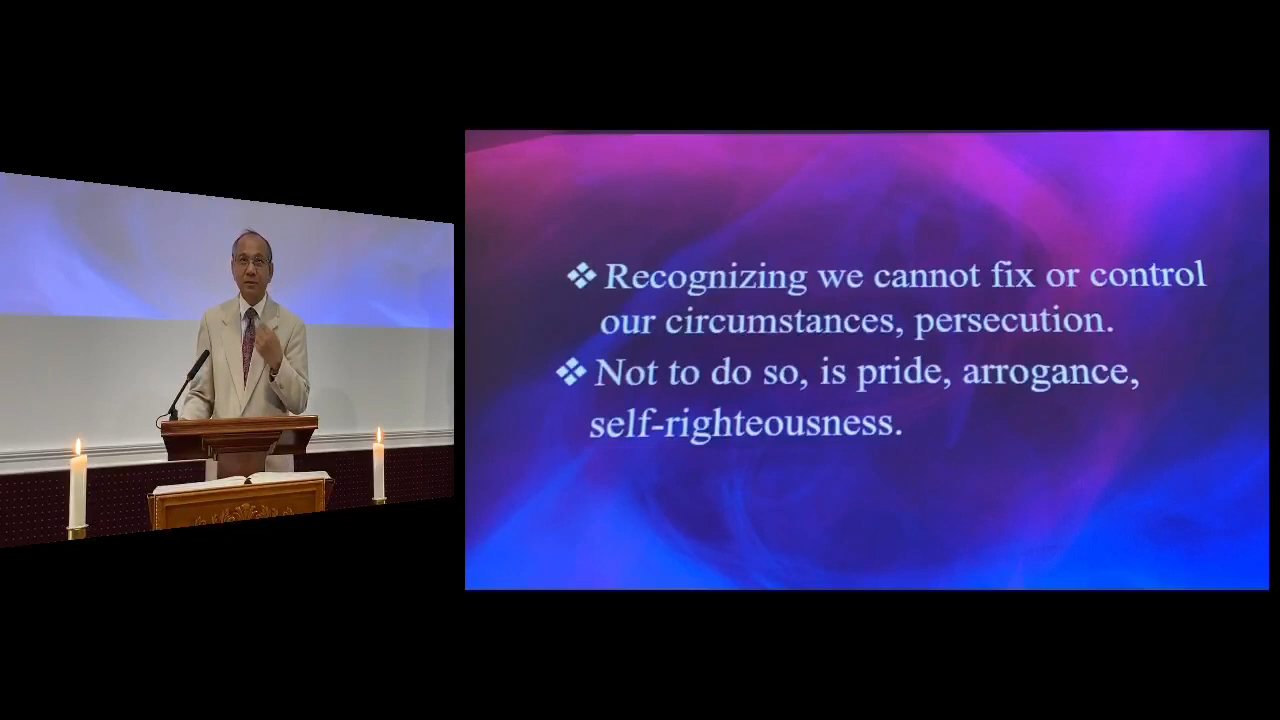 ❖ Recognizing we cannot fix or control
our circumstances, persecution.
❖ Not to do so, is pride, arrogance,
self-righteousness.